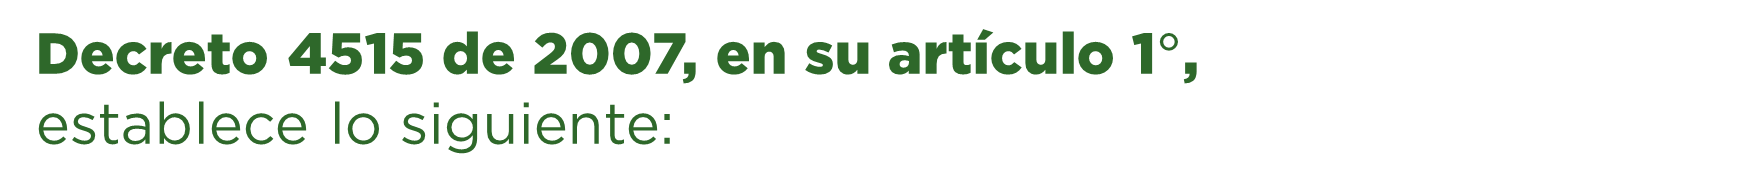 Decreto 4515 de 2007, en su artículo 1°,
establece lo siguiente: